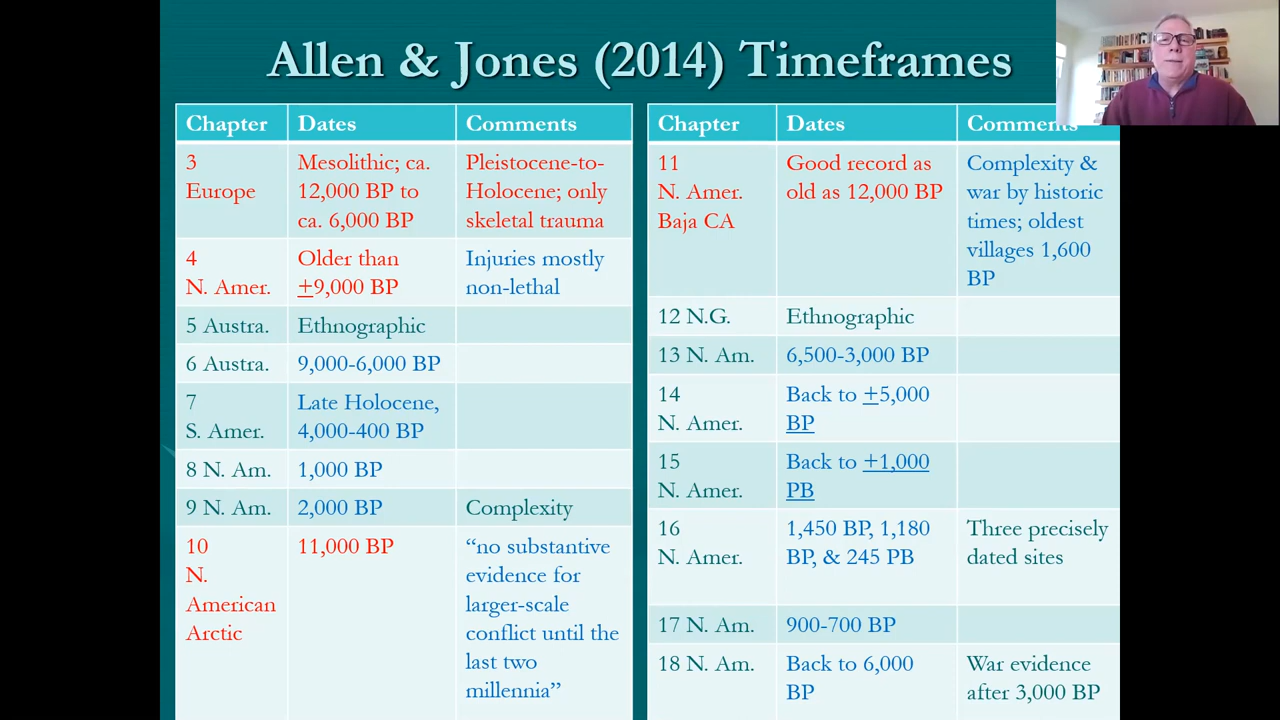 Allen & Jones (2014) Timeframes
Chapter
Dates
Comments
3
Europe
Mesolithic; ca.
12,000 BP to
ca. 6,000 BP
Pleistocene-to-
Holocene; only
skeletal trauma
4
N. Amer.
Older than
+9,000 BP
Injuries mostly
non-lethal
5 Austra.
Ethnographic
6 Austra.
9,000-6,000 BP
7
S. Amer.
Late Holocene,
4,000-400 BP
8 N. Am.
1,000 BP
9 N. Am.
2,000 BP
Complexity
10
N.
American
Arctic
11,000 BP
“no substantive
evidence for
larger-scale
conflict until the
last two
millennia”
Chapter
Dates
Comments
11
N. Amer.
Baja CA
Good record as
old as 12,000 BP
Complexity &
war by historic
times; oldest
villages 1,600
BP
12 N.G.
Ethnographic
13 N. Am.
6,500-3,000 BP
14
N. Amer.
Back to +5,000
BP
15
N. Amer.
Back to +1,000
PB
16
N. Amer.
1,450 BP, 1,180
BP, & 245 PB
Three precisely
dated sites
17 N. Am.
900-700 BP
18 N. Am.
Back to 6,000
BP
War evidence
after 3,000 BP